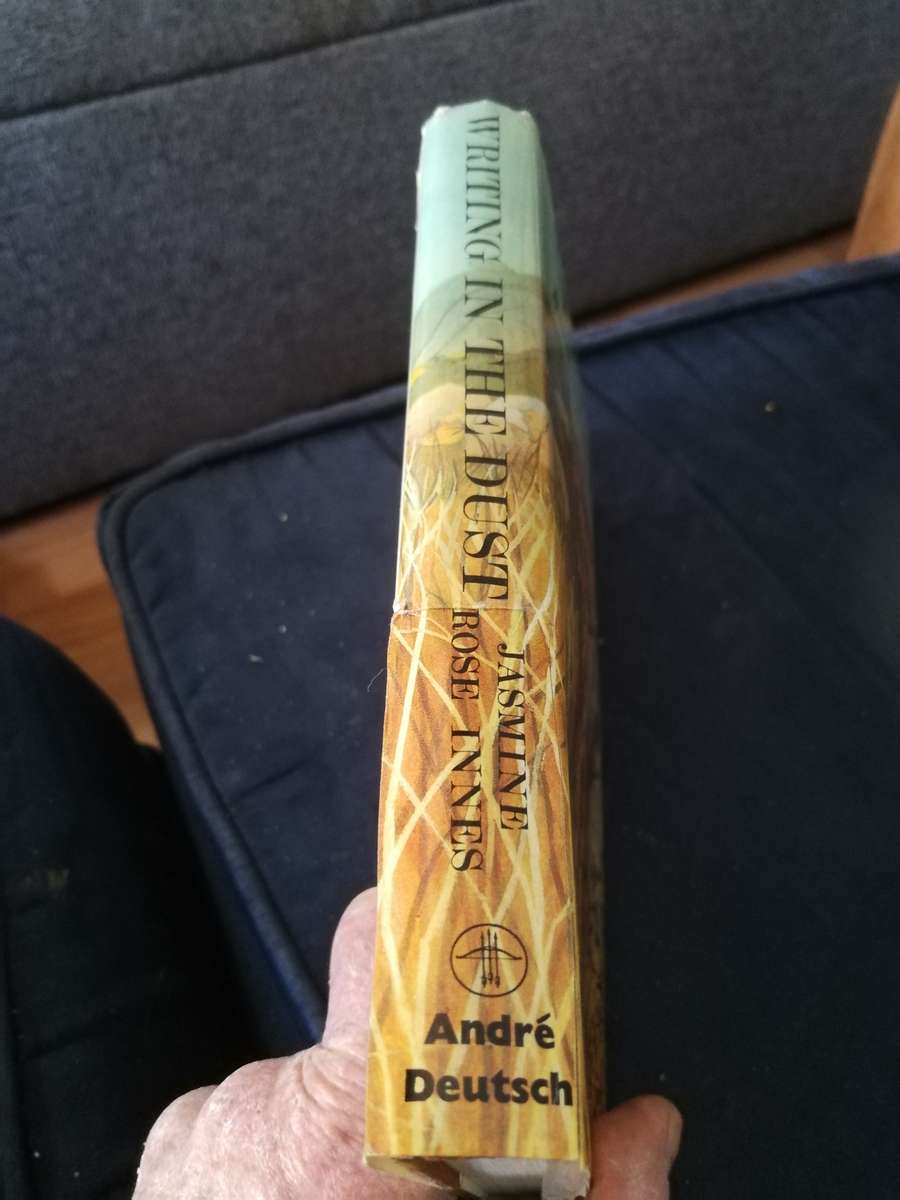 WRITING IN THE DUST
JASMINE
ROSE INNES
André
Deutsch